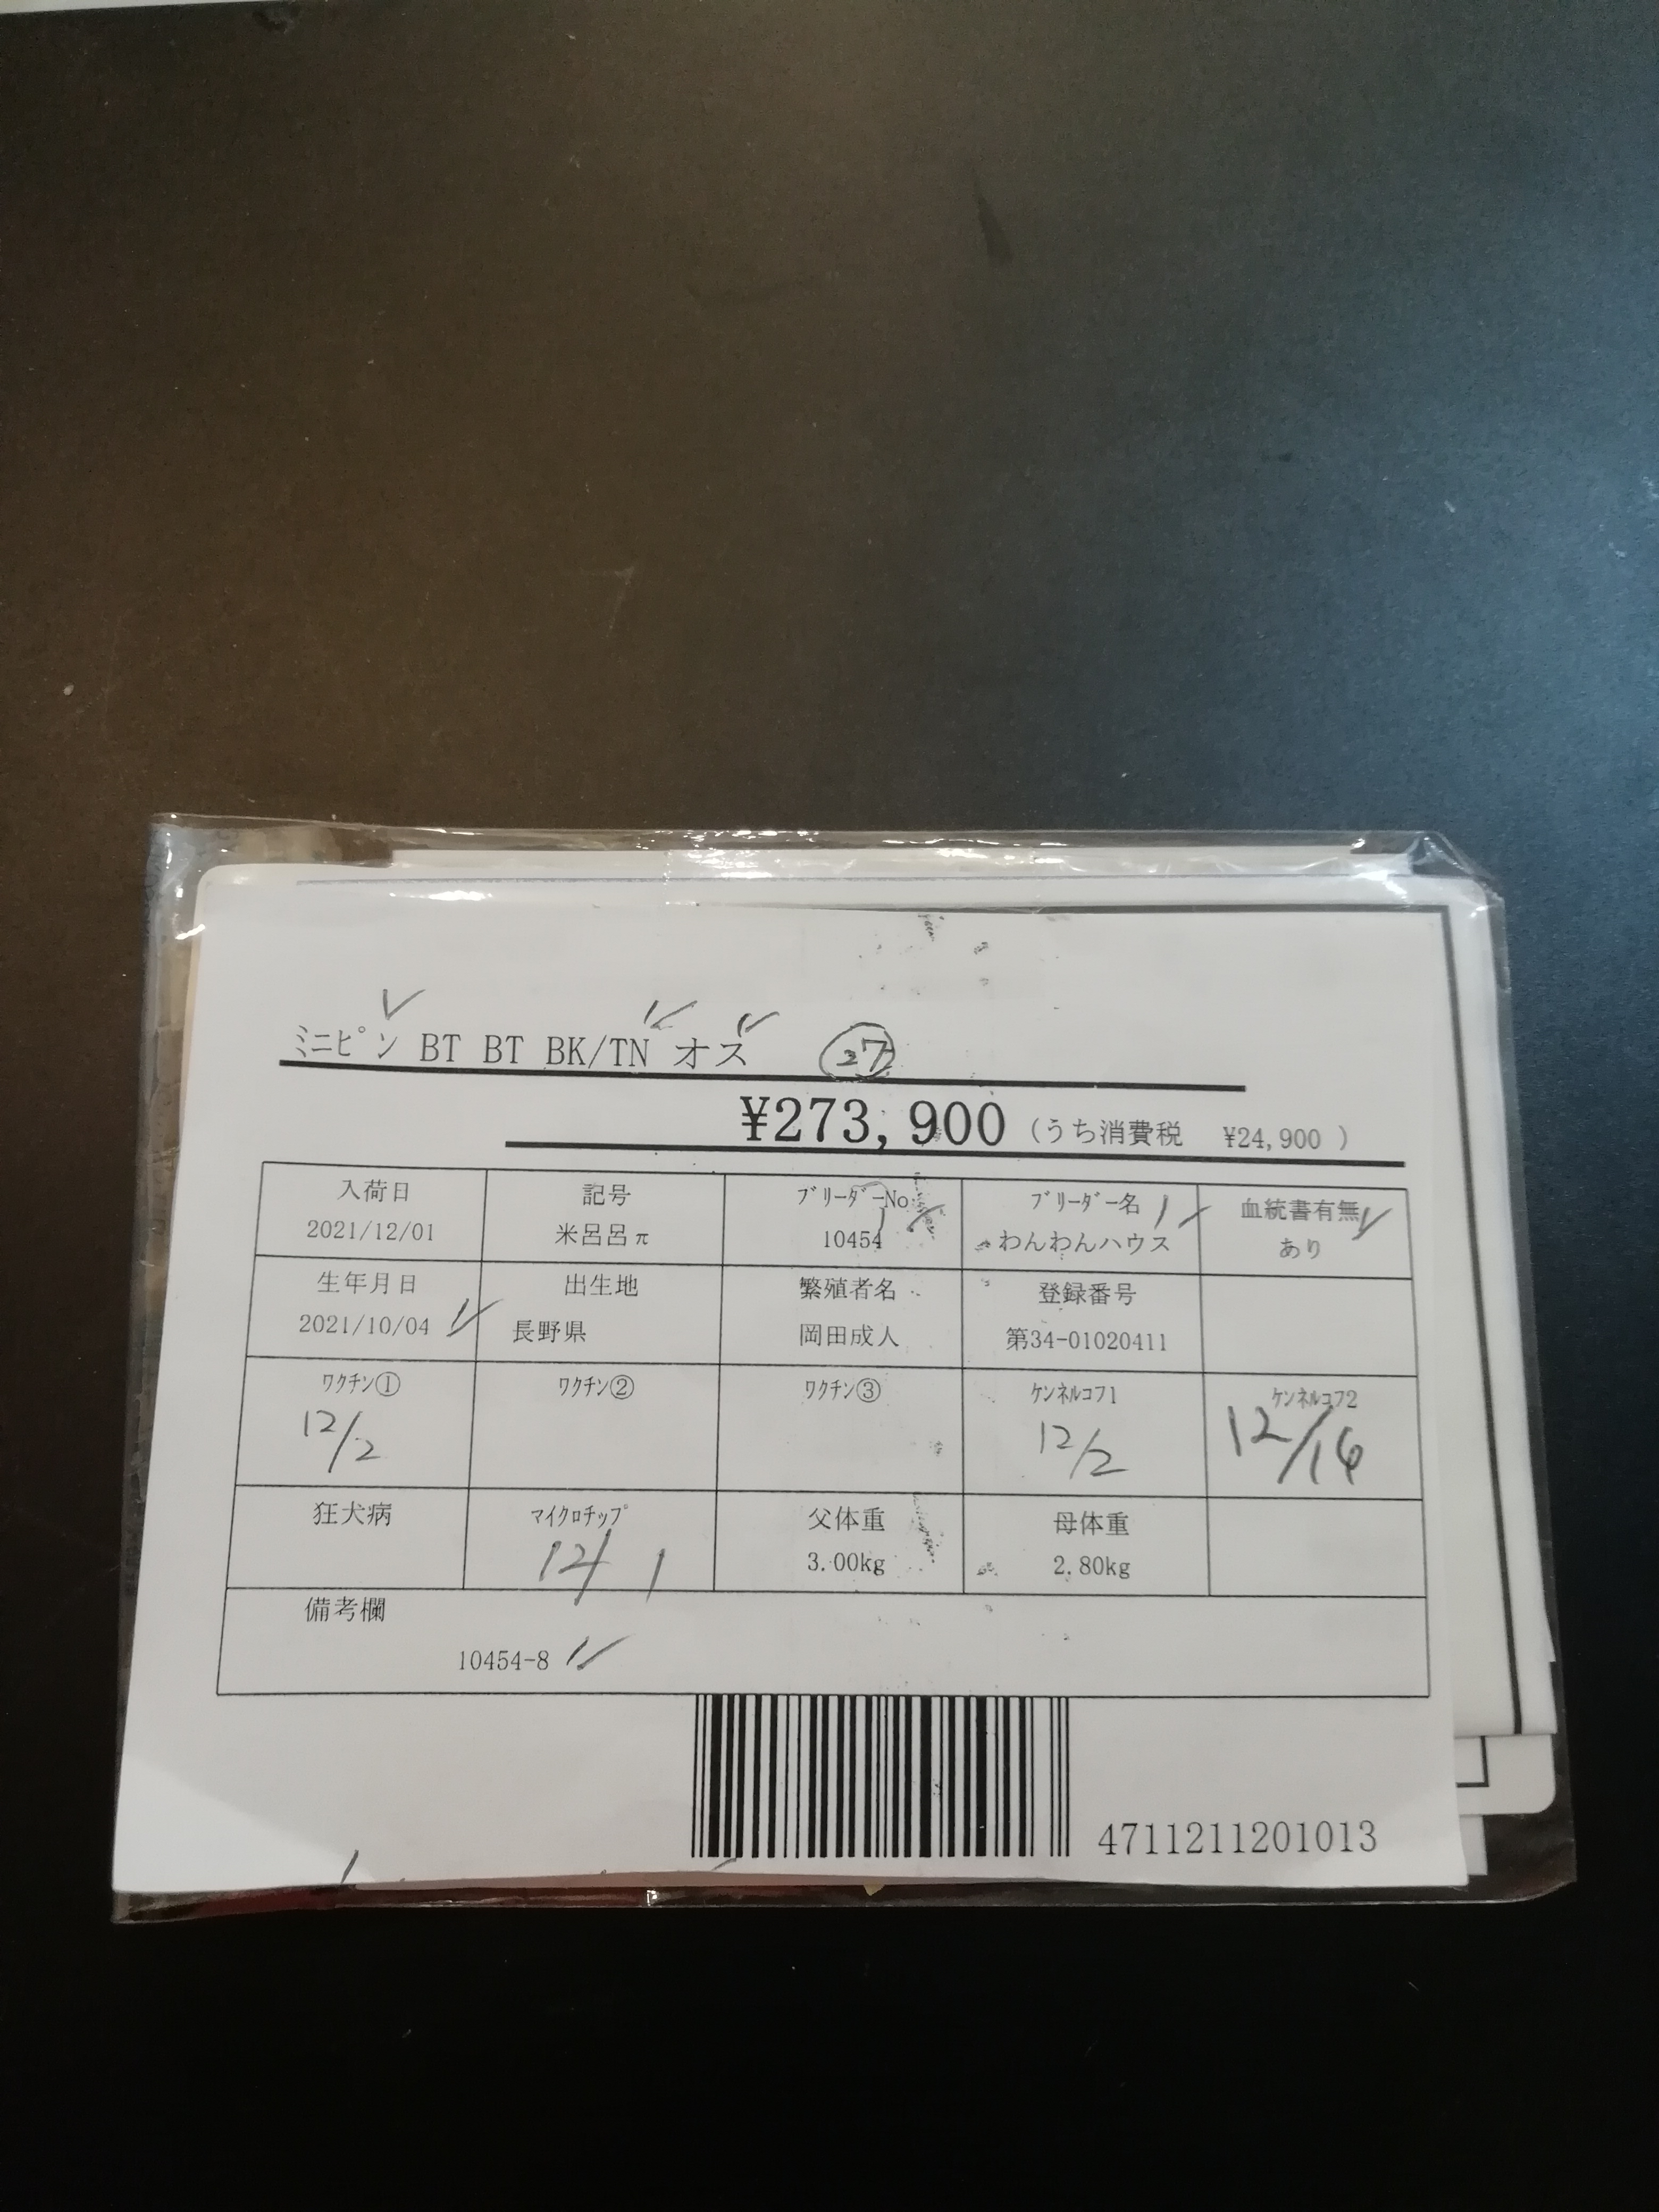 ﾐﾆﾋﾟﾝ BT BT BK/TN オス ㉗
¥273,900 (うち消費税 ¥24,900 )
入荷日 記号 ﾌﾞﾘｰﾀﾞｰNo ﾌﾞﾘｰﾀﾞｰ名 血統書有無
2021/12/01 米呂呂π 10454 わんわんハウス あり
生年月日 出生地 繁殖者名 登録番号
2021/10/04 長野県 岡田成人 第34-01020411
ﾜｸﾁﾝ① ﾜｸﾁﾝ② ﾜｸﾁﾝ③ ｹﾝﾈﾙｺﾌ1 ｹﾝﾈﾙｺﾌ2
12/2 12/2 12/16
狂犬病 ﾏｲｸﾛﾁｯﾌﾟ 父体重 母体重
12/1 3.00kg 2.80kg
備考欄
10454-8
4711211201013